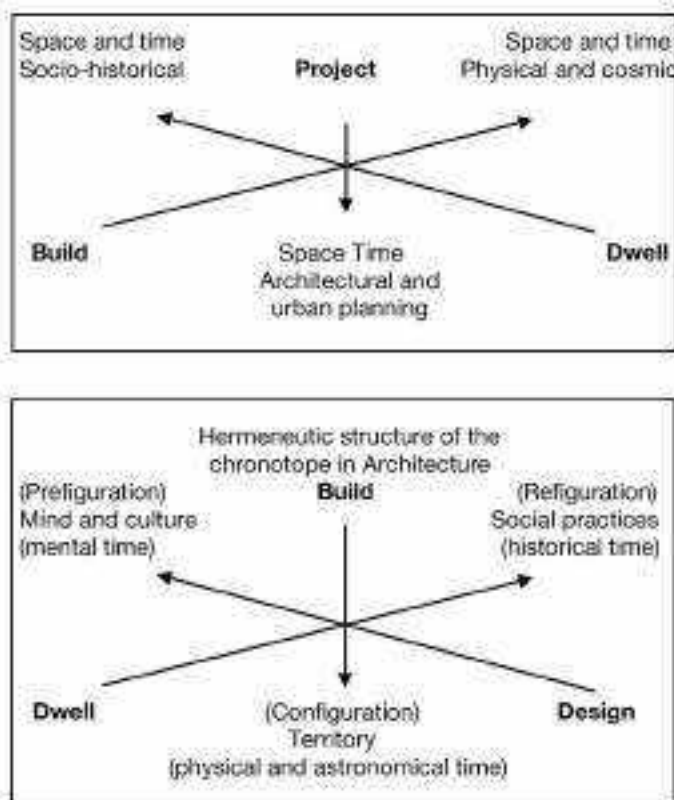 Space and time
Socio-historical
Project
Space and time
Physical and cosmic
Build
Space Time
Architectural and
urban planning
Dwell
Hermeneutic structure of the
chronotope in Architecture
Build
(Prefiguration)
Mind and culture
(mental time)
(Refiguration)
Social practices
(historical time)
Dwell
(Configuration)
Territory
(physical and astronomical time)
Design